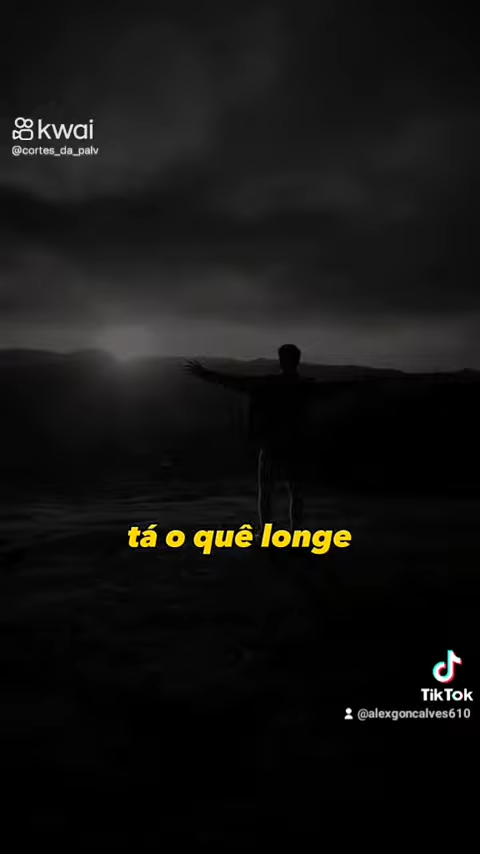 kwai
@cortes_da_palv
tá o quê longe
TikTok
@alexgoncalves610